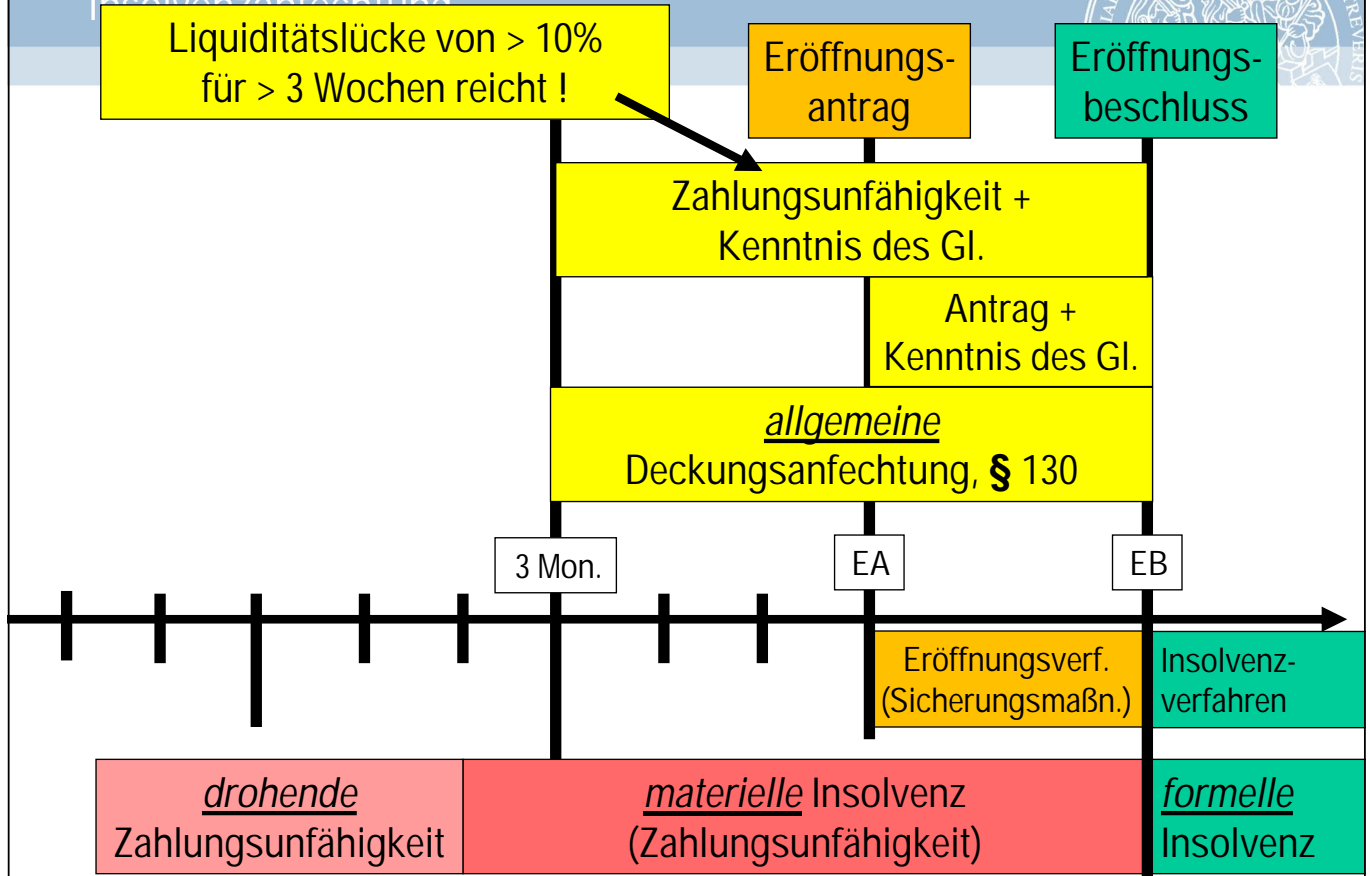 Insolvenzanfechtung
Liquiditätslücke von > 10%
für > 3 Wochen reicht !
Eröffnungs-
antrag
Eröffnungs-
beschluss
Zahlungsunfähigkeit +
Kenntnis des Gl.
Antrag +
Kenntnis des Gl.
allgemeine
Deckungsanfechtung, § 130
3 Mon.
EA
EB
Eröffnungsverf.
(Sicherungsmaßn.)
Insolvenz-
verfahren
drohende
Zahlungsunfähigkeit
materielle Insolvenz
(Zahlungsunfähigkeit)
formelle
Insolvenz